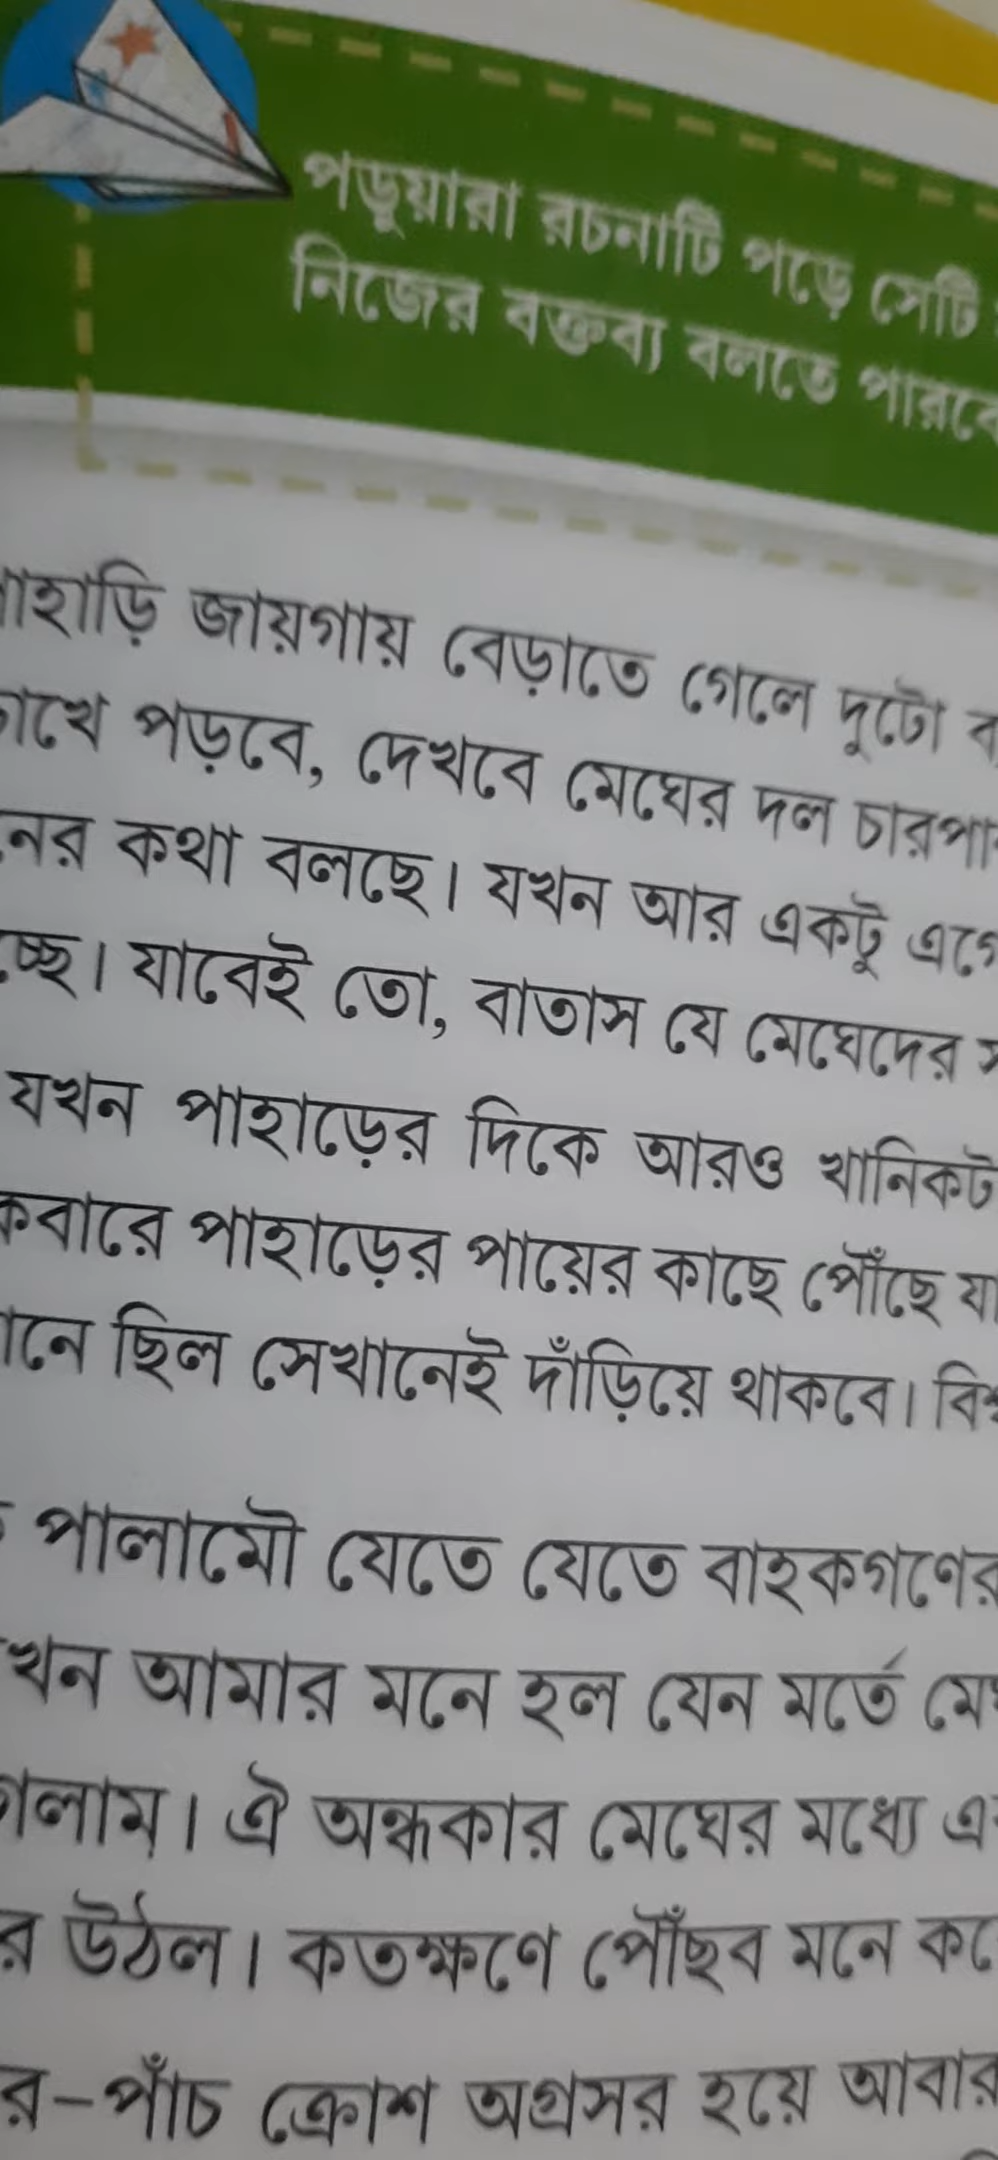 পড়ুয়ারা রচনাটি পড়ে সেটি
নিজের বক্তব্য বলতে পারবে
পাহাড়ি জায়গায় বেড়াতে গেলে দুটো
চোখে পড়বে, দেখবে মেঘের দল চারপা
নের কথা বলছে। যখন আর একটু এগে
চ্ছে। যাবেই তো, বাতাস যে মেঘেদের
যখন পাহাড়ের দিকে আরও খানিকট
কবারে পাহাড়ের পায়ের কাছে পৌঁছে যা
ানে ছিল সেখানেই দাঁড়িয়ে থাকবে। বিশ
পালামৌ যেতে যেতে বাহকগণের
খন আমার মনে হল যেন মর্তে মে
গলাম। ঐ অন্ধকার মেঘের মধ্যে এ
র উঠল। কতক্ষণে পৌঁছব মনে কে
র-পাঁচ ক্রোশ অগ্রসর হয়ে আবার